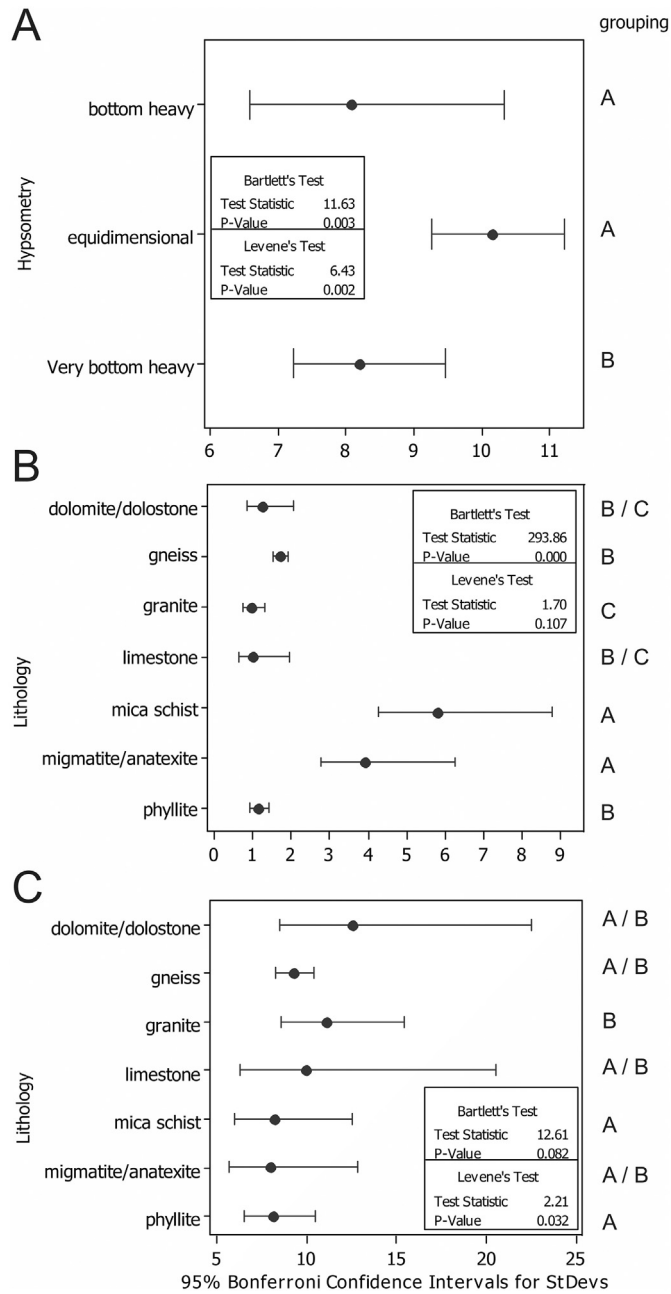 A
grouping
bottom heavy
A
Bartlett's Test
Test Statistic 11.63
P-Value 0.003
Levene's Test
Test Statistic 6.43
P-Value 0.002
Hypsometry
equidimensional
A
Very bottom heavy
B
6 7 8 9 10 11
B
dolomite/dolostone
B / C
Bartlett's Test
Test Statistic 293.86
P-Value 0.000
Levene's Test
Test Statistic 1.70
P-Value 0.107
gneiss
B
granite
C
limestone
B / C
Lithology
mica schist
A
migmatite/anatexite
A
phyllite
B
0 1 2 3 4 5 6 7 8 9
C
dolomite/dolostone
A / B
gneiss
A / B
granite
B
limestone
A / B
Lithology
mica schist
A
Bartlett's Test
Test Statistic 12.61
P-Value 0.082
Levene's Test
Test Statistic 2.21
P-Value 0.032
migmatite/anatexite
A / B
phyllite
A
5 10 15 20 25
95% Bonferroni Confidence Intervals for StDevs